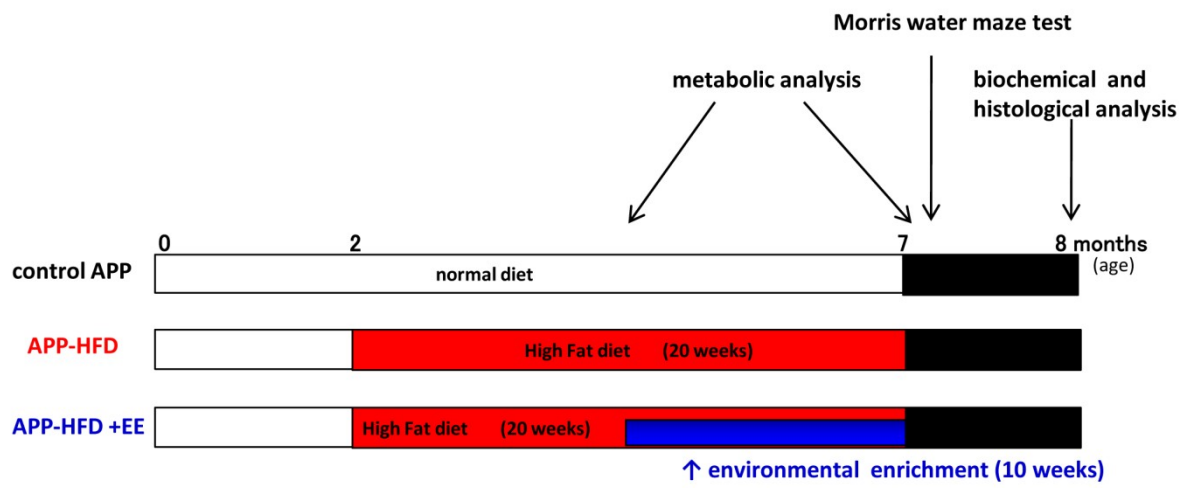 Morris water maze test
metabolic analysis
biochemical and
histological analysis
0 2 7 8 months
(age)
control APP normal diet
APP-HFD High Fat diet (20 weeks)
APP-HFD +EE High Fat diet (20 weeks)
↑ environmental enrichment (10 weeks)